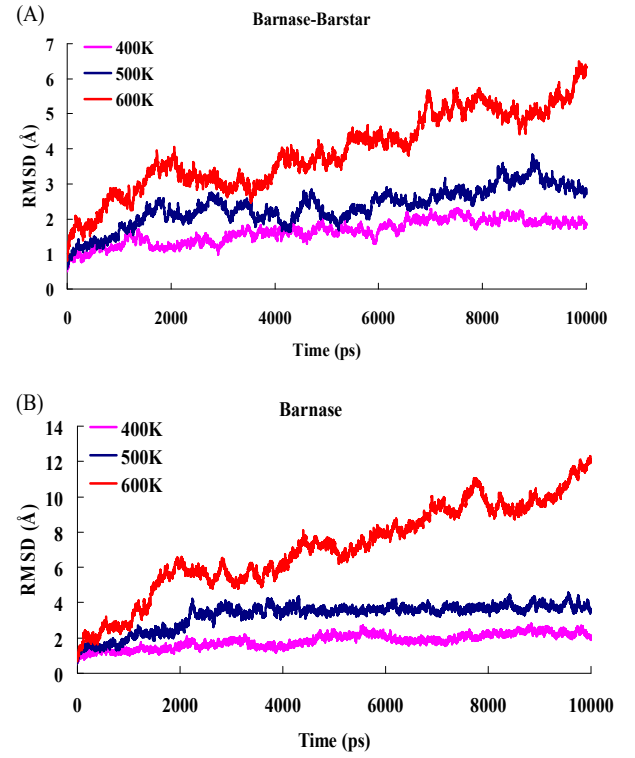 (A)
Barnase-Barstar
400K
500K
600K
RMSD (Å)
7
6
5
4
3
2
1
0
0 2000 4000 6000 8000 10000
Time (ps)
(B)
Barnase
400K
500K
600K
RMSD (Å)
14
12
10
8
6
4
2
0
0 2000 4000 6000 8000 10000
Time (ps)